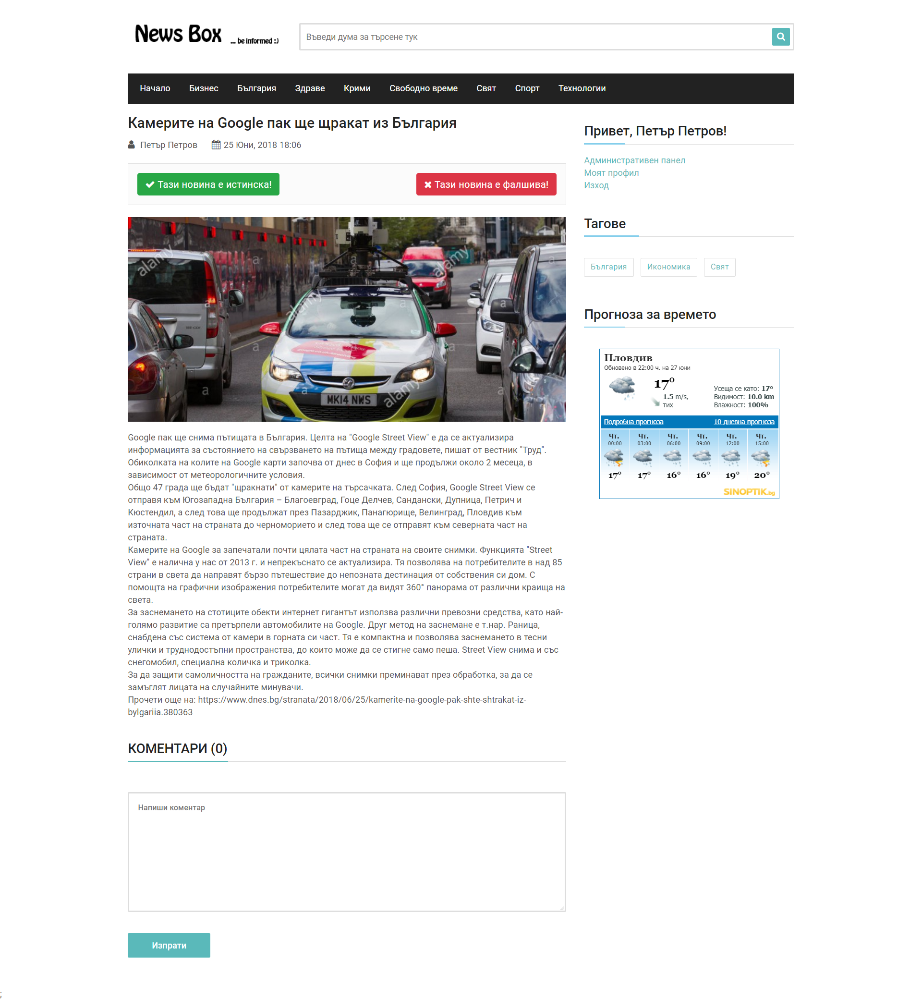 News Box ... be informed :)
Въведи дума за търсене тук
Начало Бизнес България Здраве Крими Свободно време Свят Спорт Технологии
Камерите на Google пак ще щракат из България
Петър Петров 25 Юни, 2018 18:06
Тази новина е истинска! Тази новина е фалшива!
alamy
alamy
alamy
alamy
a
a
a
a
a
a
a
a
a
MK14 NWS
Google пак ще снима пътищата в България. Целта на "Google Street View" е да се актуализира
информацията за състоянието на свързването на пътища между градовете, пишат от вестник "Труд".
Обиколката на колите на Google карти започва от днес в София и ще продължи около 2 месеца, в
зависимост от метеорологичните условия.
Общо 47 града ще бъдат "щракнати" от камерите на търсачката. След София, Google Street View се
отправя към Югозападна България – Благоевград, Гоце Делчев, Сандански, Дупница, Петрич и
Кюстендил, а след това ще продължат през Пазарджик, Панагюрище, Велинград, Пловдив към
източната част на страната до черноморието и след това ще се отправят към северната част на
страната.
Камерите на Google за запечатали почти цялата част на страната на своите снимки. Функцията "Street
View" е налична у нас от 2013 г. и непрекъснато се актуализира. Тя позволява на потребителите в над 85
страни в света да направят бързо пътешествие до непозната дестинация от собствения си дом. С
помощта на графични изображения потребителите могат да видят 360° панорама от различни краища на
света.
За заснемането на стотиците обекти интернет гигантът използва различни превозни средства, като най-
голямо развитие са претърпели автомобилите на Google. Друг метод на заснемане е т.нар. Раница,
снабдена със система от камери в горната си част. Тя е компактна и позволява заснемането в тесни
улички и труднодостъпни пространства, до които може да се стигне само пеша. Street View снима и със
снегомобил, специална количка и триколка.
За да защити самоличността на гражданите, всички снимки преминават през обработка, за да се
замъглят лицата на случайните минувачи.
Прочети още на: https://www.dnes.bg/stranata/2018/06/25/kamerite-na-google-pak-shte-shtrakat-iz-
bylgariia.380363
КОМЕНТАРИ (0)
Напиши коментар
Изпрати
;
Привет, Петър Петров!
Административен панел
Моят профил
Изход
Тагове
България Икономика Свят
Прогноза за времето
Пловдив
Обновено в 22:00 ч. на 27 юни
17°
1.5 m/s,
тих
Усеща се като: 17°
Видимост: 10.0 km
Влажност: 100%
Подробна прогноза 10-дневна прогноза
Чт. Чт. Чт. Чт. Чт. Чт.
00:00 03:00 06:00 09:00 12:00 15:00
17° 17° 16° 16° 19° 20°
SINOPTIK.bg